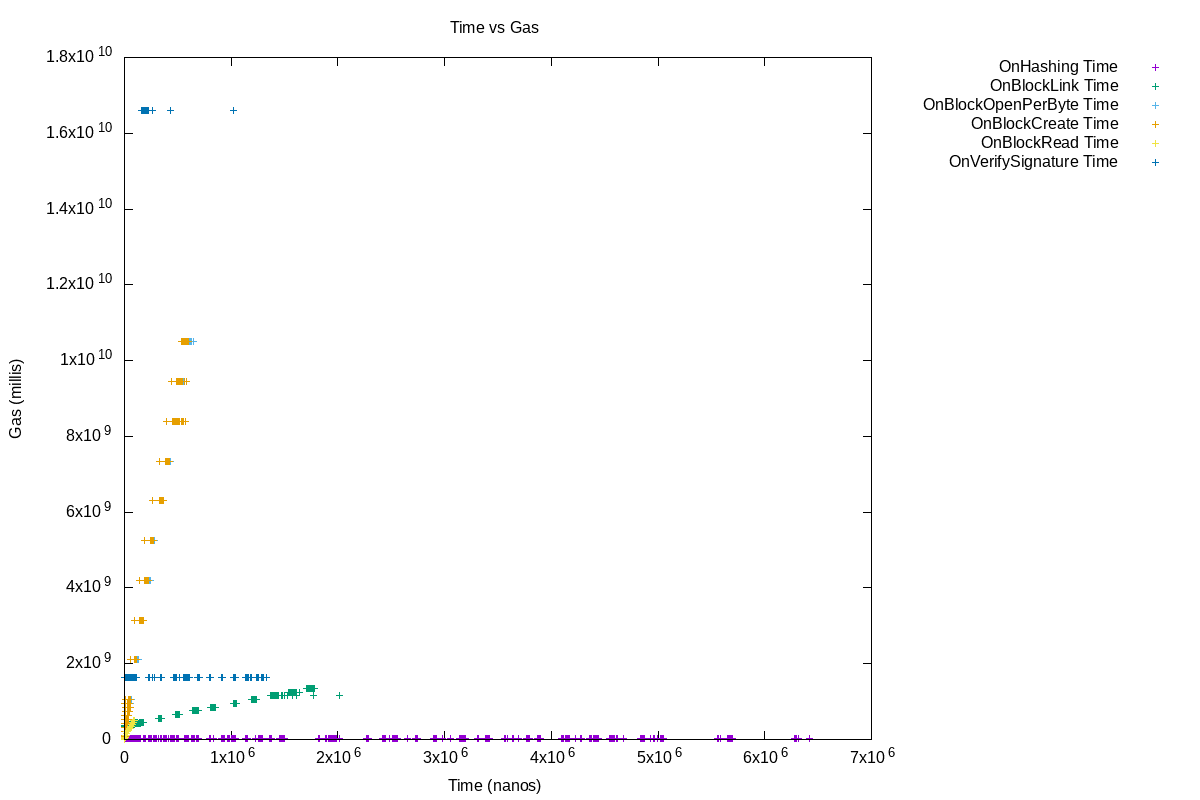 Time vs Gas
1.8x10 10
1.6x10 10
1.4x10 10
1.2x10 10
1x10 10
8x10 9
6x10 9
4x10 9
2x10 9
0
Gas (millis)
0 1x10 6 2x10 6 3x10 6 4x10 6 5x10 6 6x10 6 7x10 6
Time (nanos)
OnHashing Time
OnBlockLink Time
OnBlockOpenPerByte Time
OnBlockCreate Time
OnBlockRead Time
OnVerifySignature Time